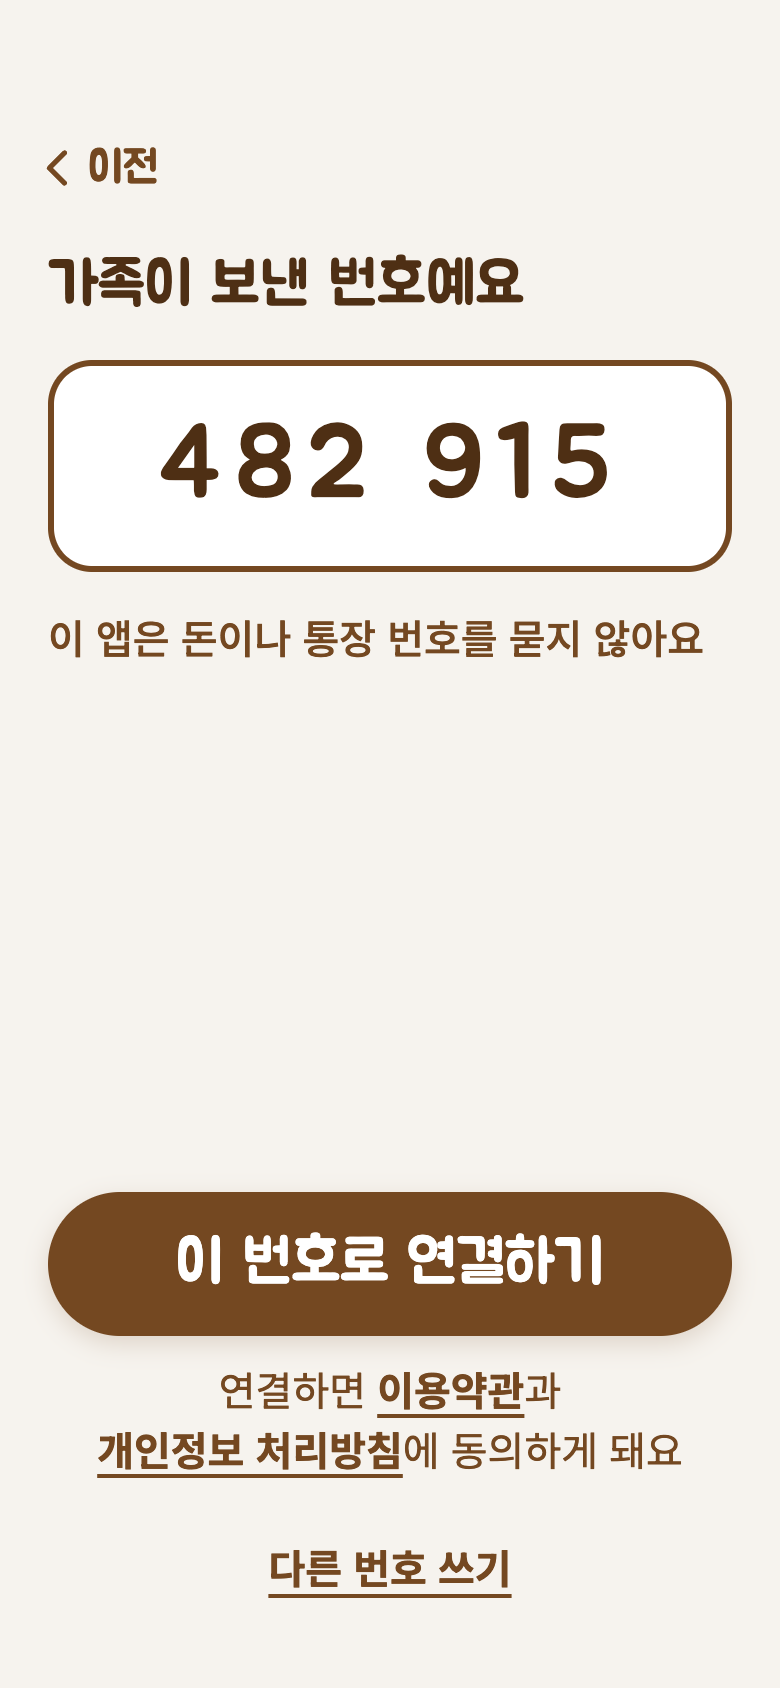 이전
가족이 보낸 번호예요
482 915
이 앱은 돈이나 통장 번호를 묻지 않아요
이 번호로 연결하기
연결하면 이용약관과
개인정보 처리방침에 동의하게 돼요
다른 번호 쓰기